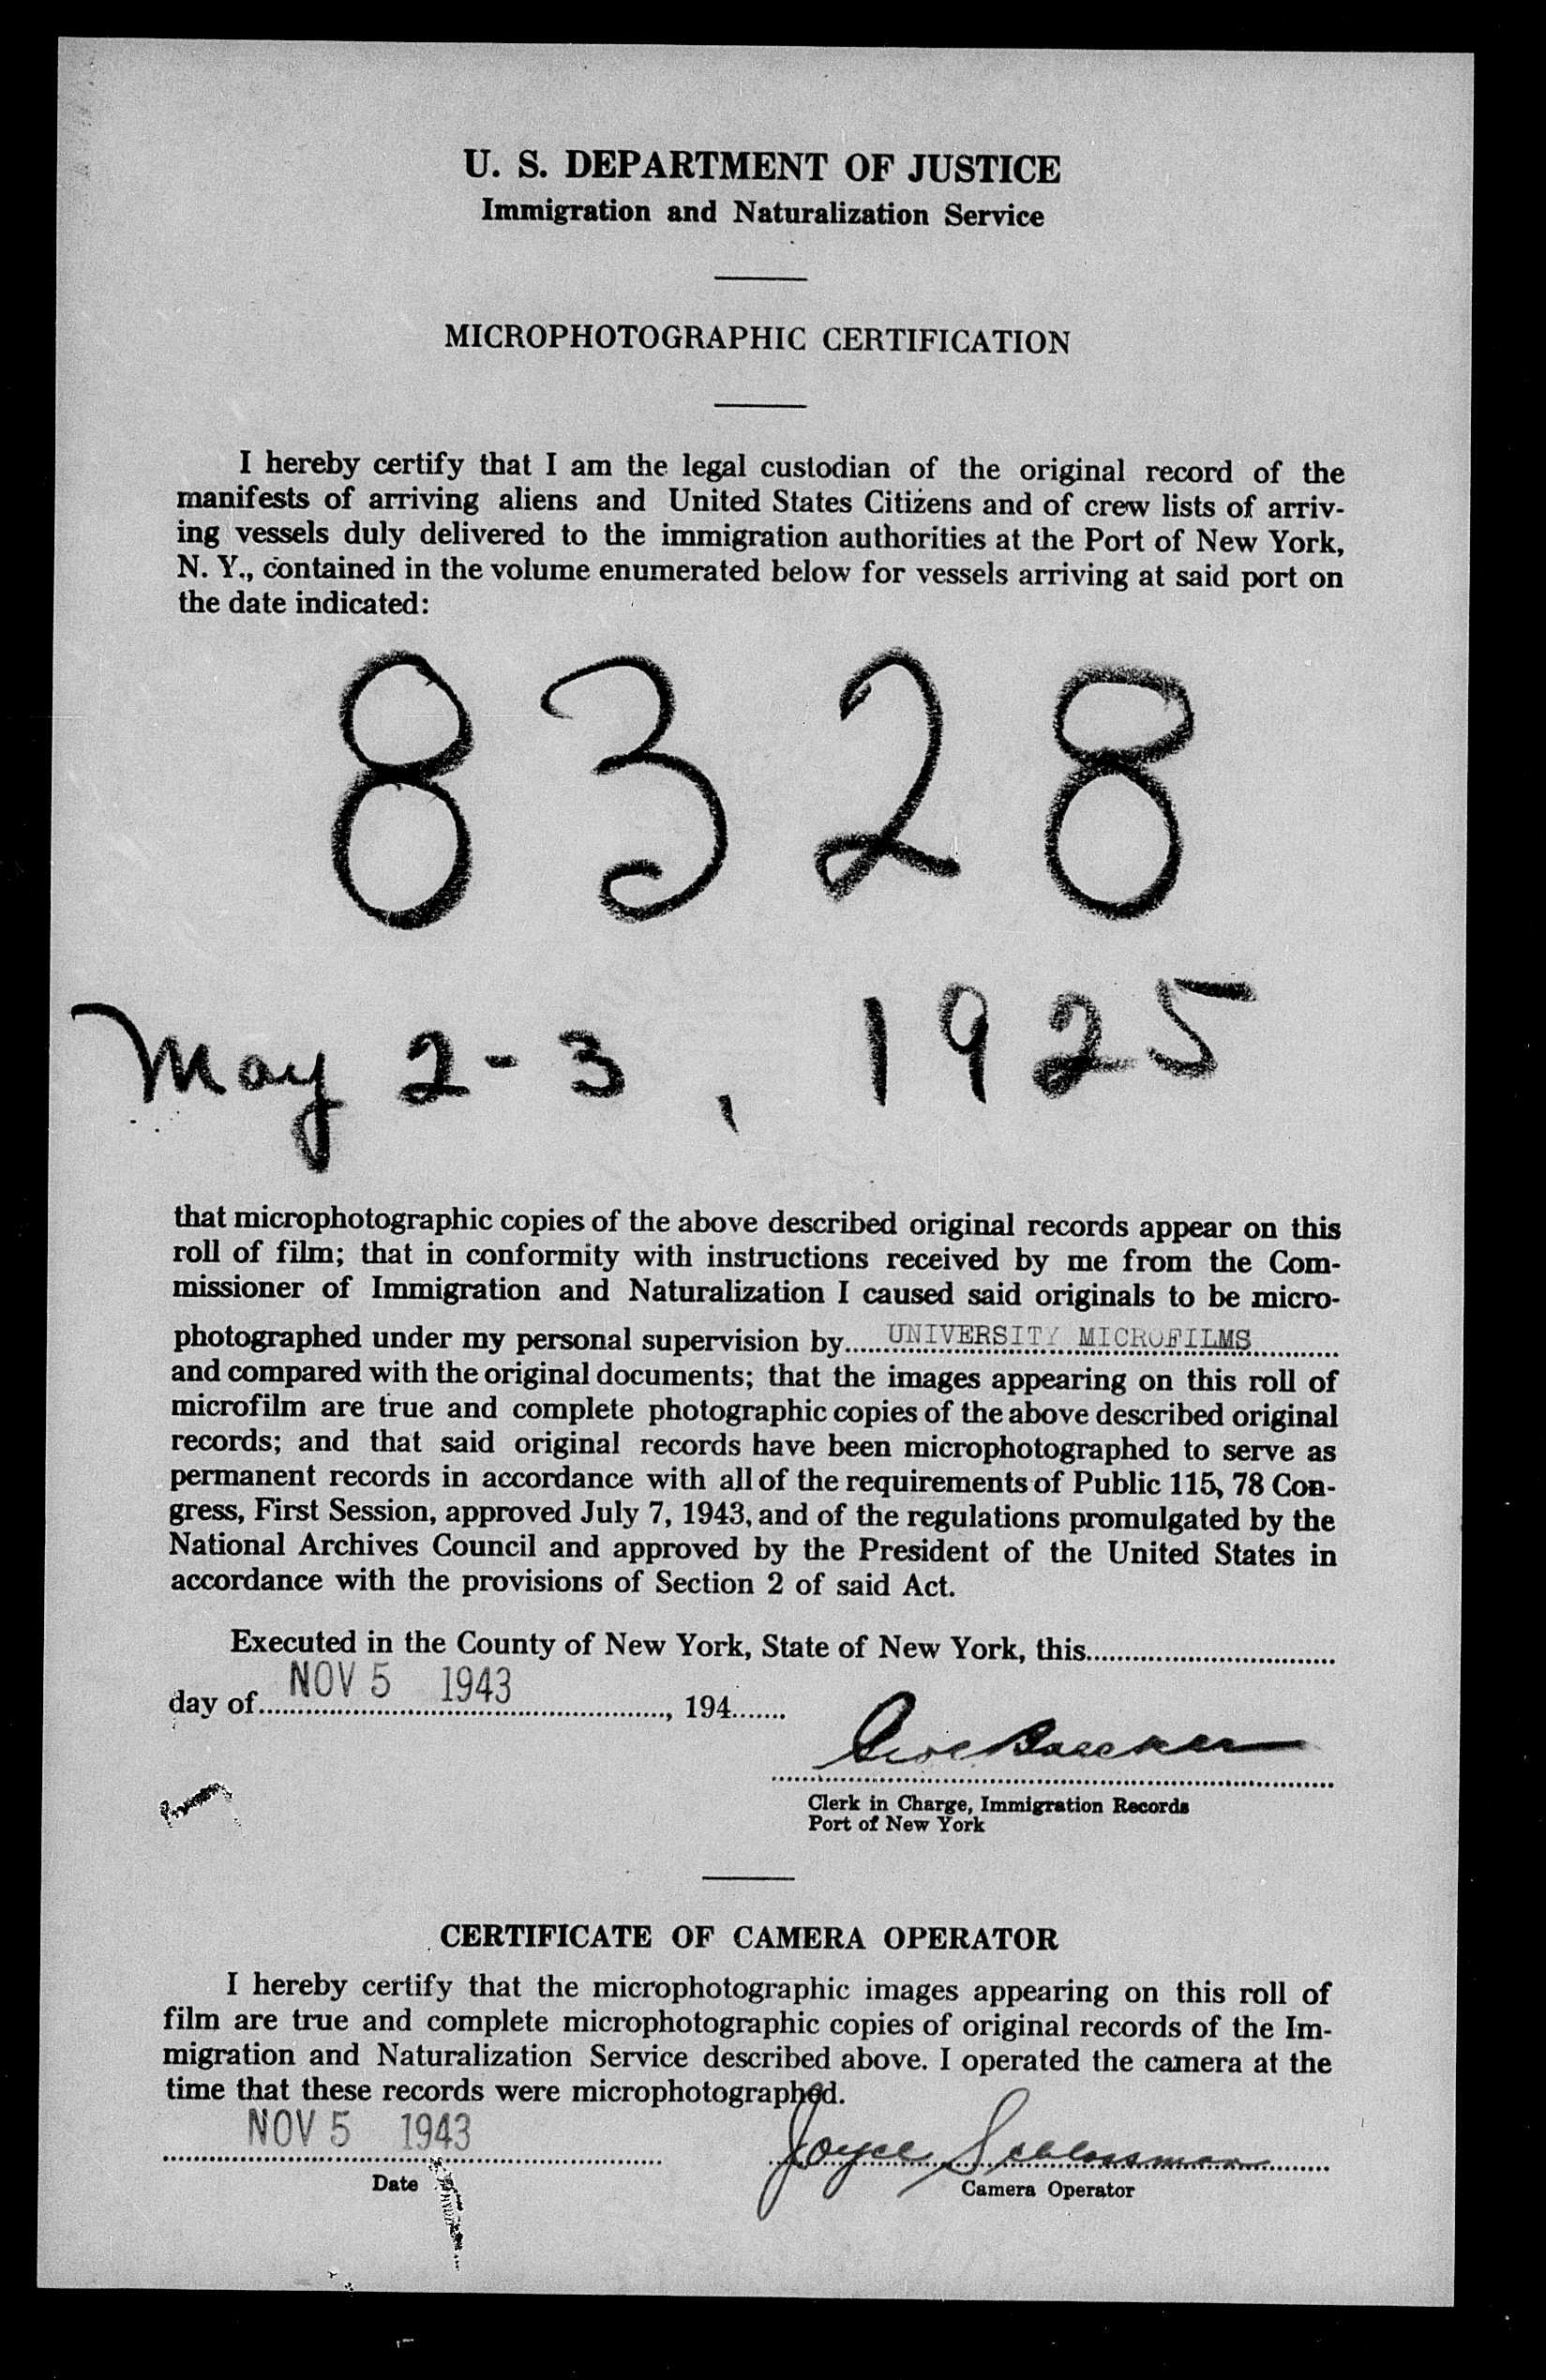 U. S. DEPARTMENT OF JUSTICE
Immigration and Naturalization Service
MICROPHOTOGRAPHIC CERTIFICATION
I hereby certify that I am the legal custodian of the original record of the
manifests of arriving aliens and United States Citizens and of crew lists of arriv-
ing vessels duly delivered to the immigration authorities at the Port of New York,
N. Y., contained in the volume enumerated below for vessels arriving at said port on
the date indicated:
8 3 2 8
May 2-3, 1925
that microphotographic copies of the above described original records appear on this
roll of film; that in conformity with instructions received by me from the Com-
missioner of Immigration and Naturalization I caused said originals to be micro-
photographed under my personal supervision by UNIVERSITY MICROFILMS
and compared with the original documents; that the images appearing on this roll of
microfilm are true and complete photographic copies of the above described original
records; and that said original records have been microphotographed to serve as
permanent records in accordance with all of the requirements of Public 115, 78 Con-
gress, First Session, approved July 7, 1943, and of the regulations promulgated by the
National Archives Council and approved by the President of the United States in
accordance with the provisions of Section 2 of said Act.
Executed in the County of New York, State of New York, this
day of NOV 5 1943, 194
Clerk in Charge, Immigration Records
Port of New York
CERTIFICATE OF CAMERA OPERATOR
I hereby certify that the microphotographic images appearing on this roll of
film are true and complete microphotographic copies of original records of the Im-
migration and Naturalization Service described above. I operated the camera at the
time that these records were microphotographed.
NOV 5 1943 Joyce Schlossman
Date Camera Operator